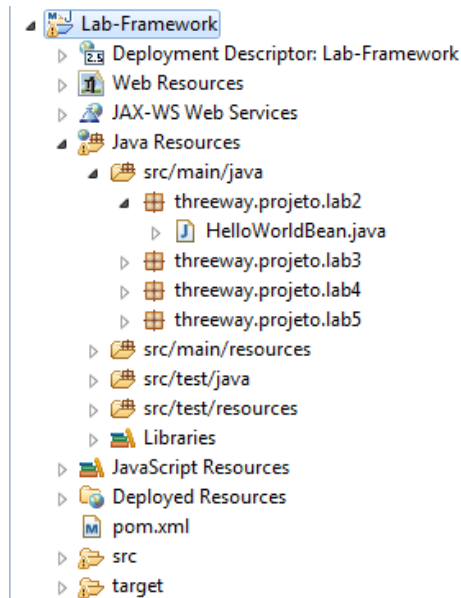 Lab-Framework
2.5 Deployment Descriptor: Lab-Framework
Web Resources
JAX-WS Web Services
Java Resources
src/main/java
threeway.projeto.lab2
J HelloWorldBean.java
threeway.projeto.lab3
threeway.projeto.lab4
threeway.projeto.lab5
src/main/resources
src/test/java
src/test/resources
Libraries
JavaScript Resources
Deployed Resources
M pom.xml
src
target